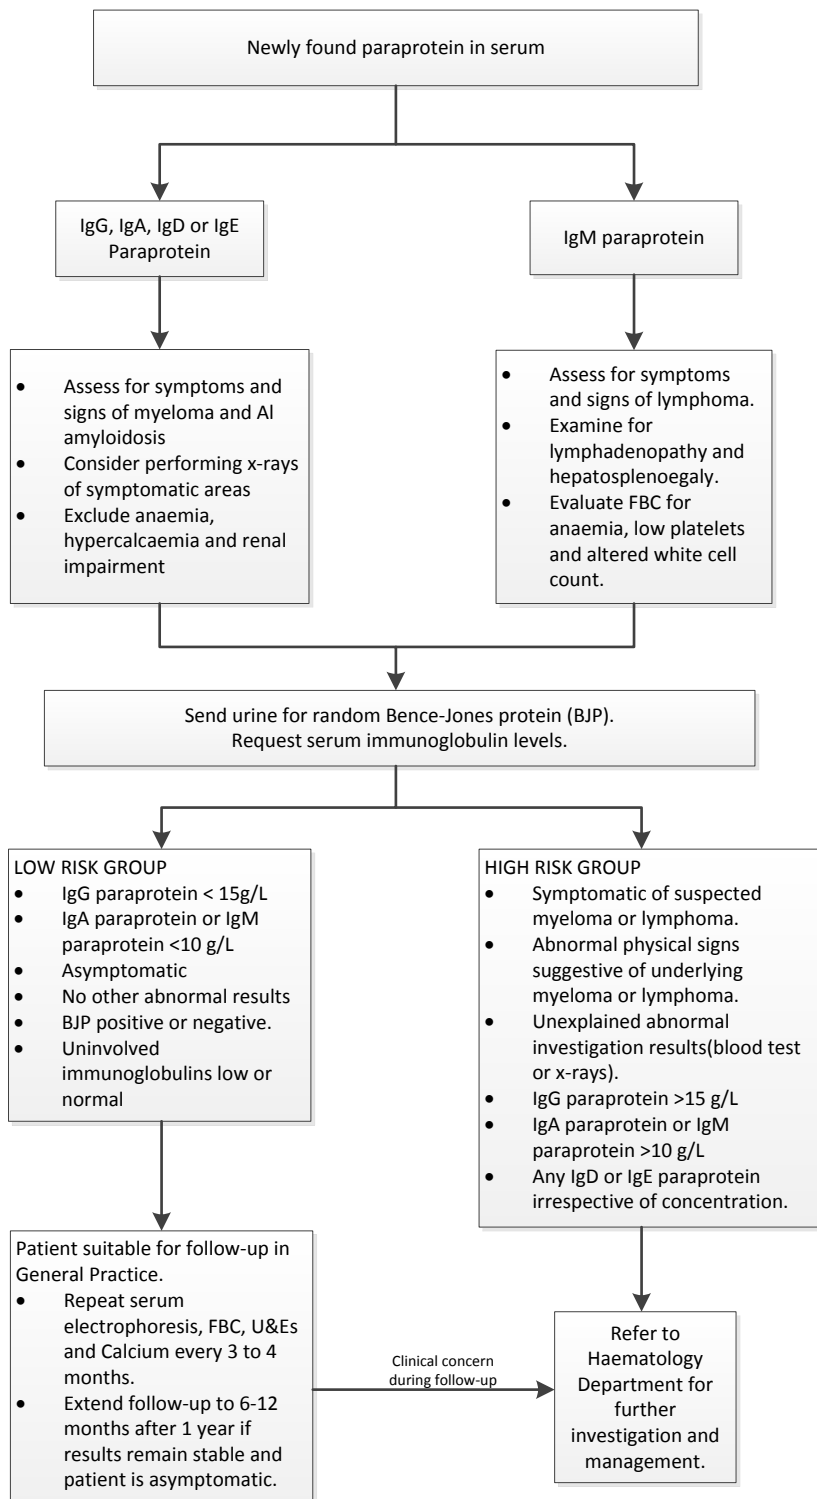 Newly found paraprotein in serum
IgG, IgA, IgD or IgE
Paraprotein
IgM paraprotein
• Assess for symptoms and
signs of myeloma and Al
amyloidosis
• Consider performing x-rays
of symptomatic areas
• Exclude anaemia,
hypercalcaemia and renal
impairment
• Assess for symptoms
and signs of lymphoma.
• Examine for
lymphadenopathy and
hepatosplenoegaly.
• Evaluate FBC for
anaemia, low platelets
and altered white cell
count.
Send urine for random Bence-Jones protein (BJP).
Request serum immunoglobulin levels.
LOW RISK GROUP
• IgG paraprotein < 15g/L
• IgA paraprotein or IgM
paraprotein <10 g/L
• Asymptomatic
• No other abnormal results
• BJP positive or negative.
• Uninvolved
immunoglobulins low or
normal
HIGH RISK GROUP
• Symptomatic of suspected
myeloma or lymphoma.
• Abnormal physical signs
suggestive of underlying
myeloma or lymphoma.
• Unexplained abnormal
investigation results(blood test
or x-rays).
• IgG paraprotein >15 g/L
• IgA paraprotein or IgM
paraprotein >10 g/L
• Any IgD or IgE paraprotein
irrespective of concentration.
Patient suitable for follow-up in
General Practice.
• Repeat serum
electrophoresis, FBC, U&Es
and Calcium every 3 to 4
months.
• Extend follow-up to 6-12
months after 1 year if
results remain stable and
patient is asymptomatic.
Clinical concern
during follow-up
Refer to
Haematology
Department for
further
investigation and
management.